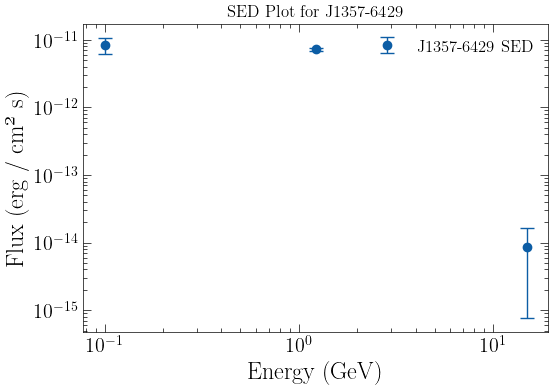 SED Plot for J1357-6429
J1357-6429 SED
Flux (erg / cm² s)
10⁻¹¹
10⁻¹²
10⁻¹³
10⁻¹⁴
10⁻¹⁵
10⁻¹ 10⁰ 10¹
Energy (GeV)